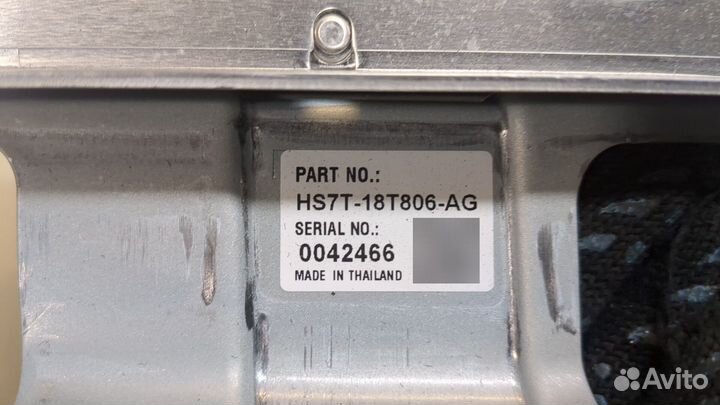 PART NO.:
HS7T-18T806-AG
SERIAL NO.:
0042466
MADE IN THAILAND
Avito